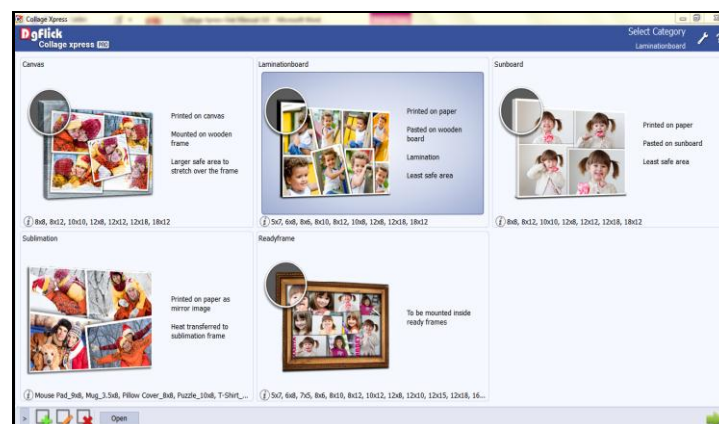 Collage Xpress
DgFlick
Collage xpress PRO
Select Category
Laminationboard
Canvas
Printed on canvas
Mounted on wooden
frame
Larger safe area to
stretch over the frame
8x8, 8x12, 10x10, 12x8, 12x12, 12x18, 18x12
Laminationboard
Printed on paper
Pasted on wooden
board
Lamination
Least safe area
5x7, 6x8, 8x6, 8x10, 8x12, 10x8, 12x8, 12x18, 18x12
Sunboard
Printed on paper
Pasted on sunboard
Least safe area
8x8, 8x12, 10x10, 12x8, 12x12, 12x18, 18x12
Sublimation
Printed on paper as
mirror image
Heat transferred to
sublimation frame
Mouse Pad_9x8, Mug_3.5x8, Pillow Cover_8x8, Puzzle_10x8, T-Shirt_...
Readyframe
To be mounted inside
ready frames
5x7, 6x8, 7x5, 8x6, 8x10, 8x12, 10x12, 12x8, 12x10, 12x15, 12x18, 16...
Open